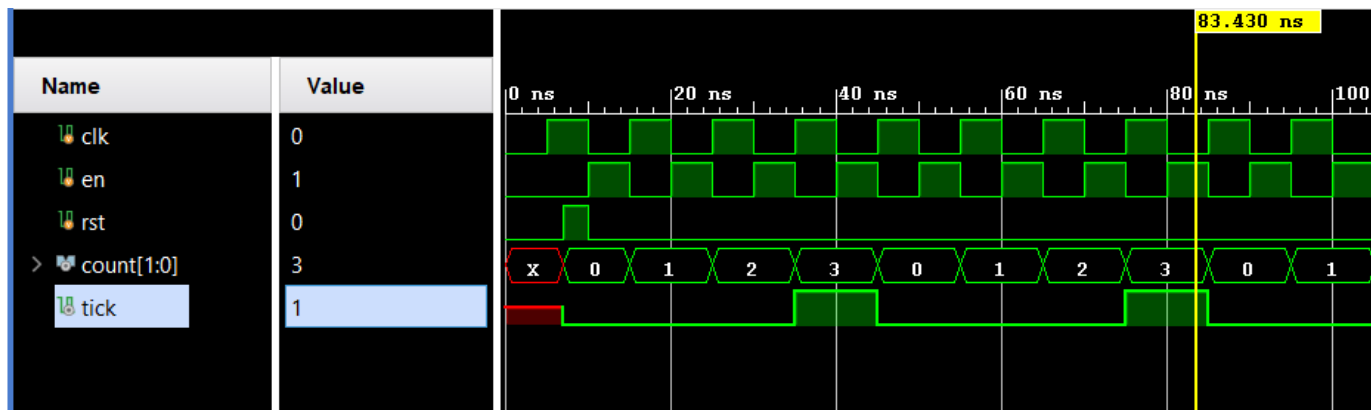 83.430 ns
Name Value
0 ns 20 ns 40 ns 60 ns 80 ns 100
clk 0
en 1
rst 0
count[1:0] 3 x 0 1 2 3 0 1 2 3 0 1
tick 1